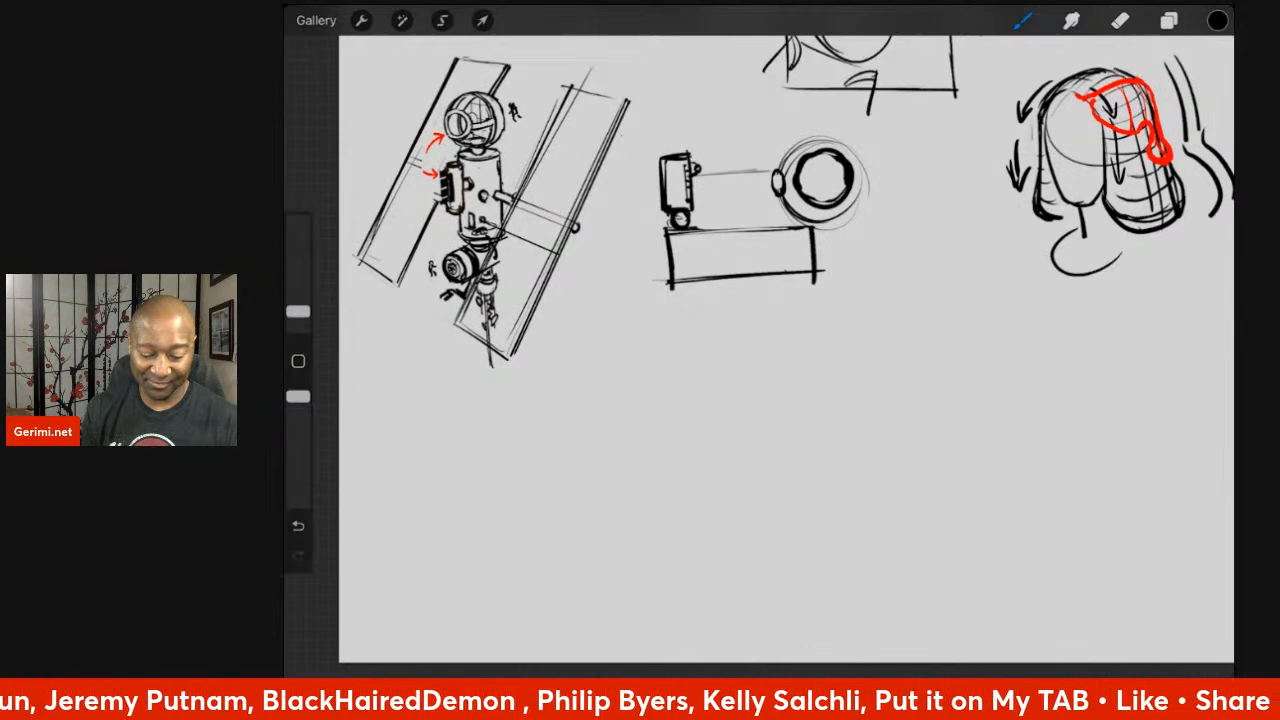 Gallery
Gerimi.net
un, Jeremy Putnam, BlackHairedDemon , Philip Byers, Kelly Salchli, Put it on My TAB • Like • Share